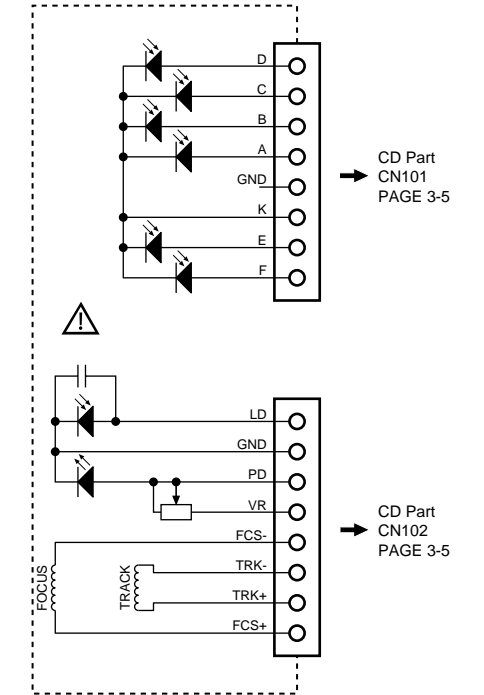 D
C
B
A
GND
K
E
F
CD Part
CN101
PAGE 3-5
LD
GND
PD
VR
FCS-
TRK-
TRK+
FCS+
FOCUS
TRACK
CD Part
CN102
PAGE 3-5